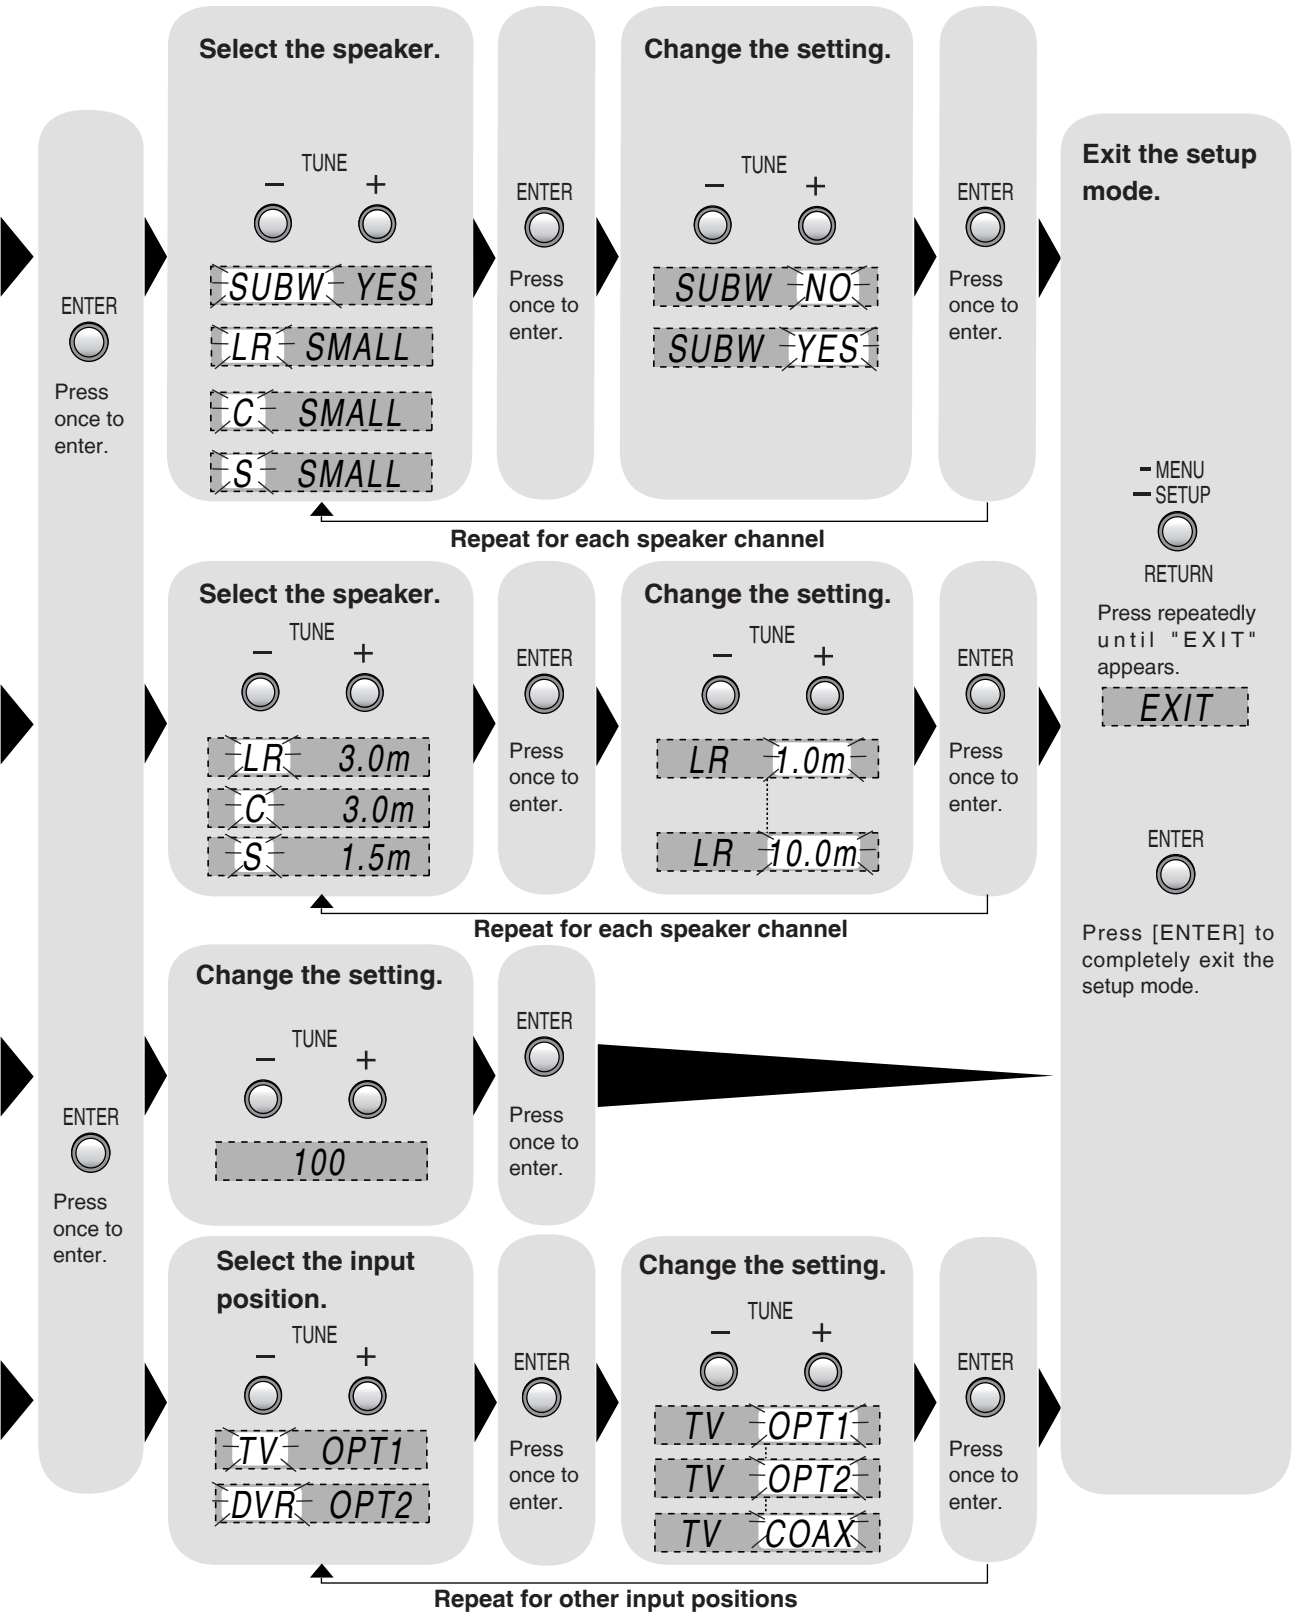 ENTER
Press
once to
enter.
Select the speaker.
TUNE
– +
SUBW YES
LR SMALL
C SMALL
S SMALL
ENTER
Press
once to
enter.
Change the setting.
TUNE
– +
SUBW NO
SUBW YES
ENTER
Press
once to
enter.
Repeat for each speaker channel
Select the speaker.
TUNE
– +
LR 3.0m
C 3.0m
S 1.5m
ENTER
Press
once to
enter.
Change the setting.
TUNE
– +
LR 1.0m
LR 10.0m
ENTER
Press
once to
enter.
Repeat for each speaker channel
ENTER
Press
once to
enter.
Change the setting.
TUNE
– +
100
ENTER
Press
once to
enter.
Select the input
position.
TUNE
– +
TV OPT1
DVR OPT2
ENTER
Press
once to
enter.
Change the setting.
TUNE
– +
TV OPT1
TV OPT2
TV COAX
ENTER
Press
once to
enter.
Repeat for other input positions
Exit the setup
mode.
– MENU
— SETUP
RETURN
Press repeatedly
until "EXIT"
appears.
EXIT
ENTER
Press [ENTER] to
completely exit the
setup mode.